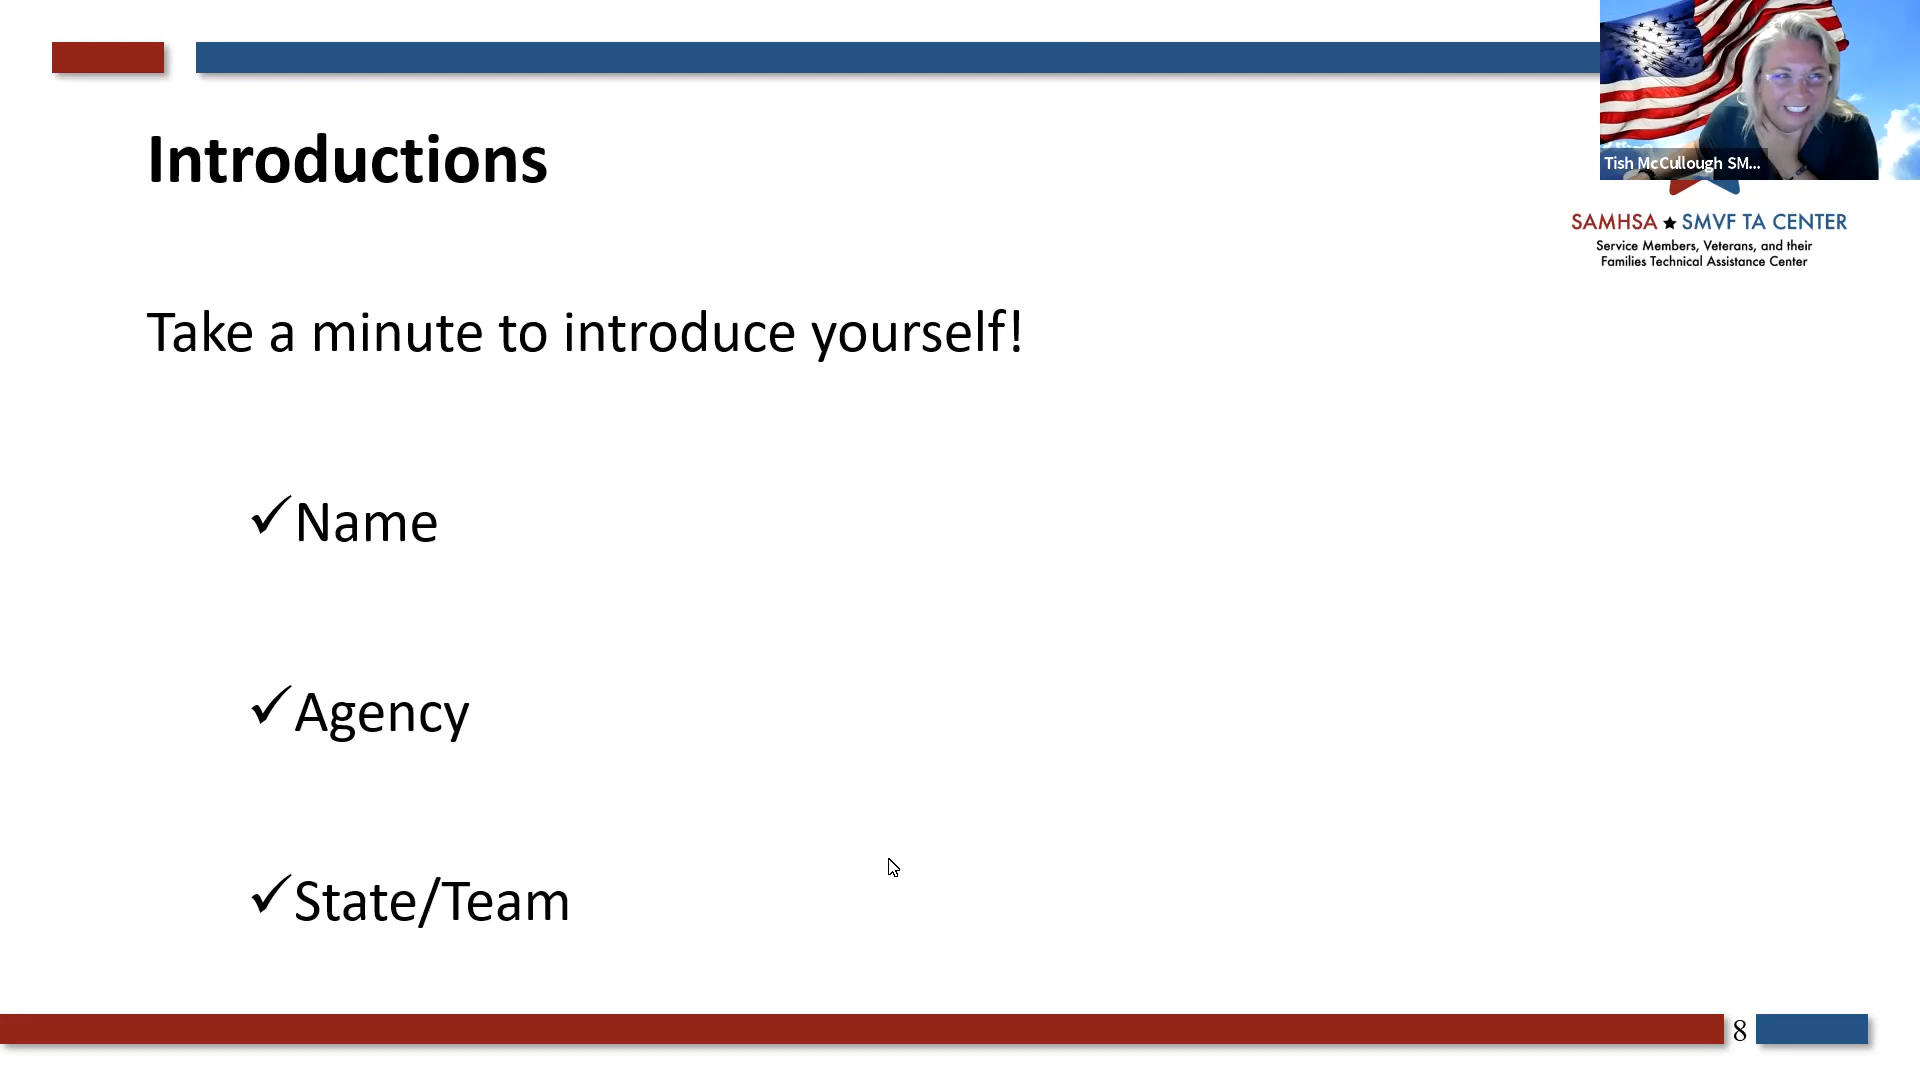 Introductions
Tish McCullough SM...
SAMHSA ★ SMVF TA CENTER
Service Members, Veterans, and their
Families Technical Assistance Center
Take a minute to introduce yourself!
✓Name
✓Agency
✓State/Team
8